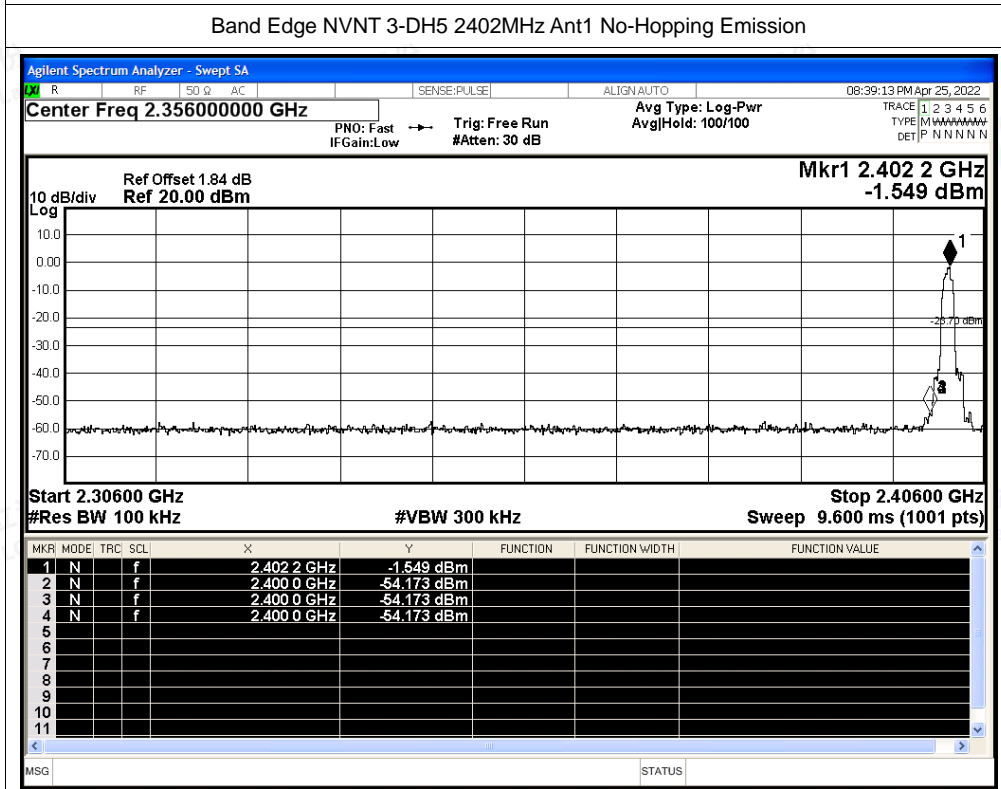 Band Edge NVNT 3-DH5 2402MHz Ant1 No-Hopping Emission
Agilent Spectrum Analyzer - Swept SA
LXI R RF 50 Ω AC SENSE:PULSE ALIGN AUTO 08:39:13 PM Apr 25, 2022
Center Freq 2.356000000 GHz Avg Type: Log-Pwr TRACE 1 2 3 4 5 6
PNO: Fast Trig: Free Run Avg|Hold: 100/100 TYPE M WWWWW
IFGain:Low #Atten: 30 dB DET P N N N N N
Mkr1 2.402 2 GHz
-1.549 dBm
Ref Offset 1.84 dB
10 dB/div Ref 20.00 dBm
Log
10.0
0.00
-10.0
-20.0
-30.0
-40.0
-50.0
-60.0
-70.0
1
dBm
3
Start 2.30600 GHz Stop 2.40600 GHz
#Res BW 100 kHz #VBW 300 kHz Sweep 9.600 ms (1001 pts)
MKR MODE TRC SCL X Y FUNCTION FUNCTION WIDTH FUNCTION VALUE
1 N f 2.402 2 GHz -1.549 dBm
2 N f 2.400 0 GHz -54.173 dBm
3 N f 2.400 0 GHz -54.173 dBm
4 N f 2.400 0 GHz -54.173 dBm
5
6
7
8
9
10
11
MSG STATUS